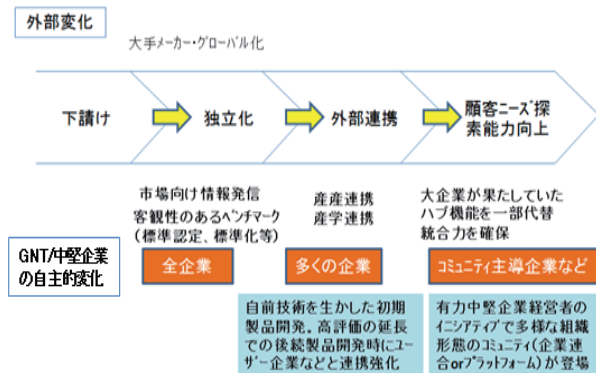 外部変化
大手メーカー・グローバル化
下請け
独立化
外部連携
顧客ニーズ探
索能力向上
市場向け情報発信
客観性のあるベンチマーク
(標準認定、標準化等)
産産連携
産学連携
大企業が果たしていた
ハブ機能を一部代替
統合力を確保
GNT/中堅企業
の自主的変化
全企業
多くの企業
コミュニティ主導企業など
自前技術を生かした初期
製品開発。高評価の延長
での後続製品開発時にユー
ザー企業などと連携強化
有力中堅企業経営者の
イニシアティブで多様な組織
形態のコミュニティ(企業連
合orプラットフォーム)が登場